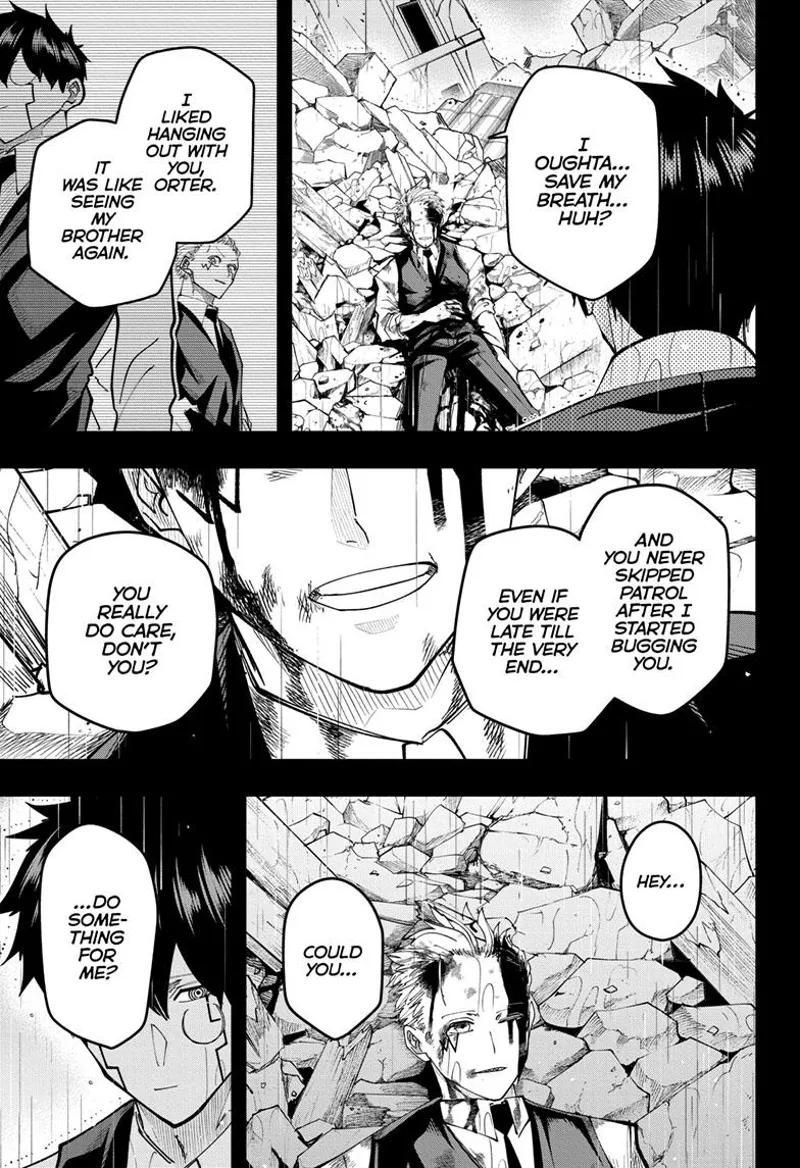 I
OUGHTA...
SAVE MY
BREATH...
HUH?
I
LIKED
HANGING
OUT WITH
YOU,
ORTER.
IT
WAS LIKE
SEEING
MY
BROTHER
AGAIN.
AND
YOU NEVER
SKIPPED
PATROL
AFTER I
STARTED
BUGGING
YOU.
EVEN IF
YOU WERE
LATE TILL
THE VERY
END...
YOU
REALLY
DO CARE,
DON'T
YOU?
HEY...
COULD
YOU...
...DO
SOME-
THING
FOR
ME?